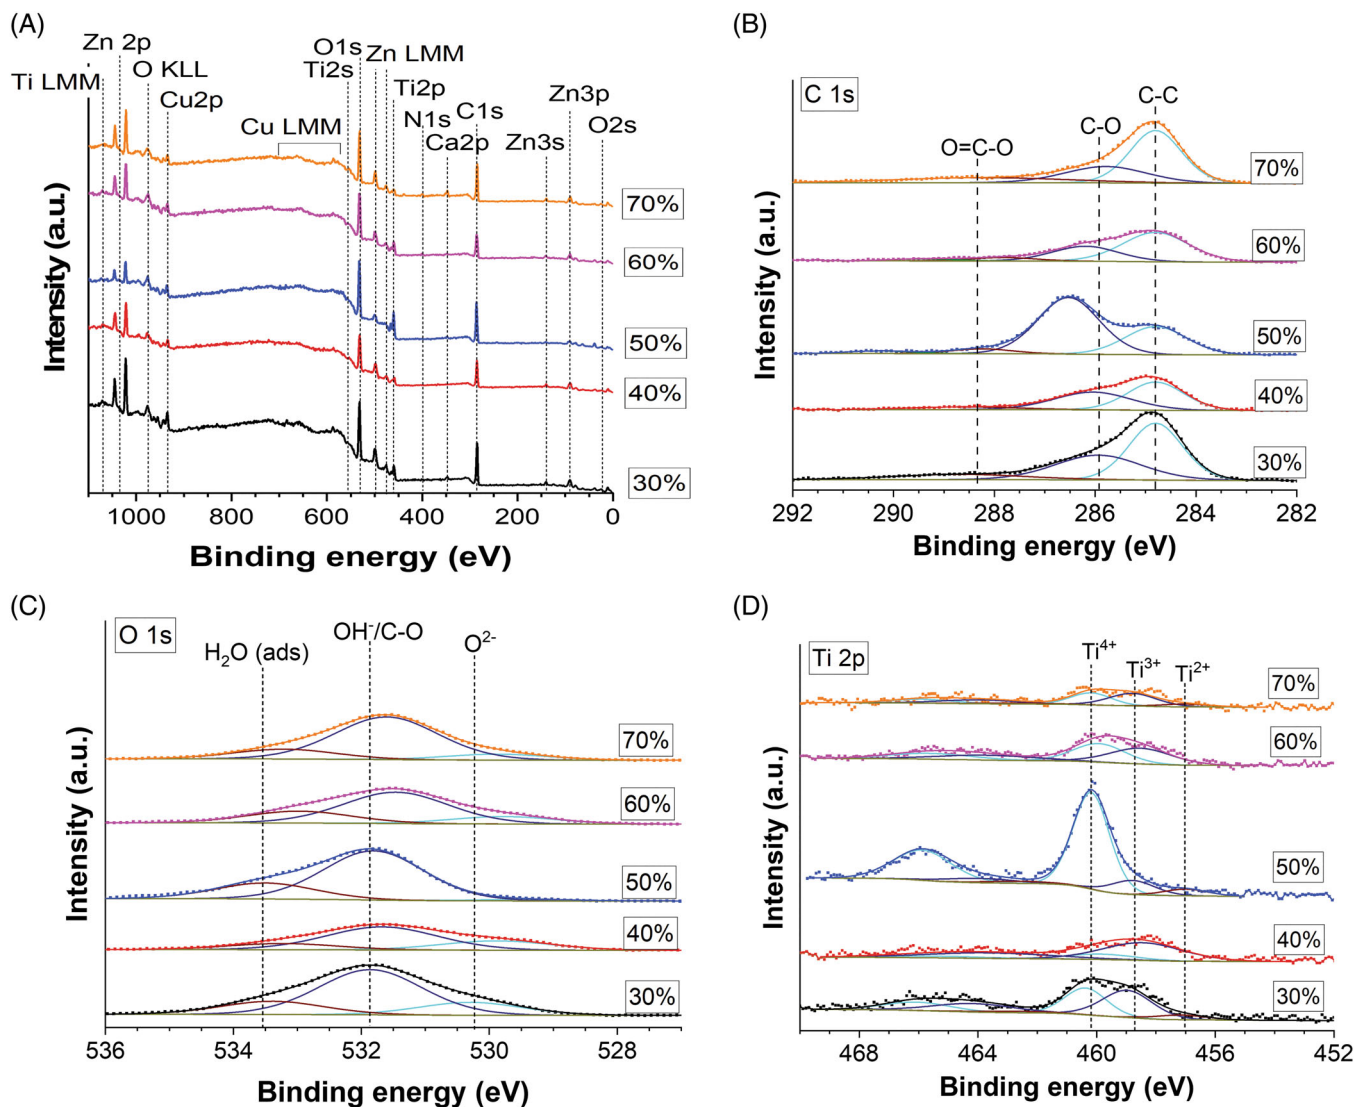 (A)
Zn 2p
O1s
Zn LMM
Ti LMM
O KLL
Ti2s
Ti2p
Zn3p
Cu2p
N1s
C1s
Cu LMM
Ca2p
Zn3s
O2s
70%
60%
50%
40%
30%
Intensity (a.u.)
1000
800
600
400
200
0
Binding energy (eV)
(B)
C 1s
C-C
C-O
O=C-O
70%
60%
50%
40%
30%
Intensity (a.u.)
292
290
288
286
284
282
Binding energy (eV)
(C)
O 1s
H₂O (ads)
OH⁻/C-O
O²⁻
70%
60%
50%
40%
30%
Intensity (a.u.)
536
534
532
530
528
Binding energy (eV)
(D)
Ti 2p
Ti⁴⁺
Ti³⁺
Ti²⁺
70%
60%
50%
40%
30%
Intensity (a.u.)
468
464
460
456
452
Binding energy (eV)